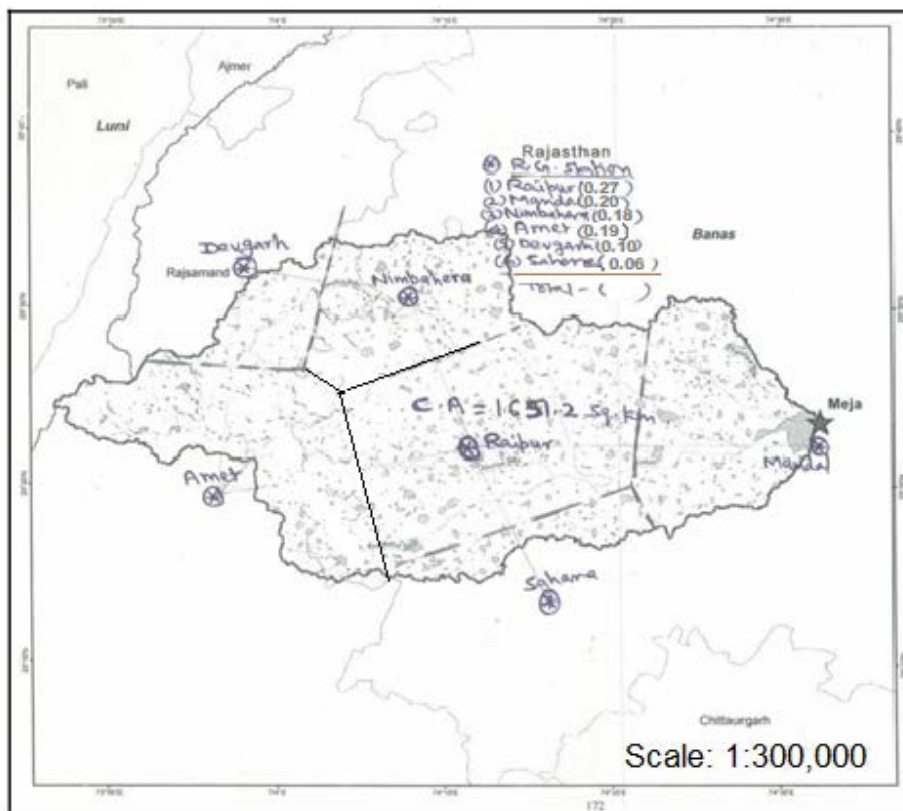 Ajmer
Pali
Luni
Rajasthan
R.G. Station
(1) Raipur (0.27)
(2) Manda (0.20)
(3) Nimbahera (0.18)
(4) Amet (0.19)
(5) Devgarh (0.10)
(6) Sahara (0.06)
Total - ( )
Banas
Devgarh
Rajsamand
Nimbahera
C.A = 1651.2 Sq.km
Meja
Raipur
Mandal
Amet
Sahara
Chittaurgarh
Scale: 1:300,000
172